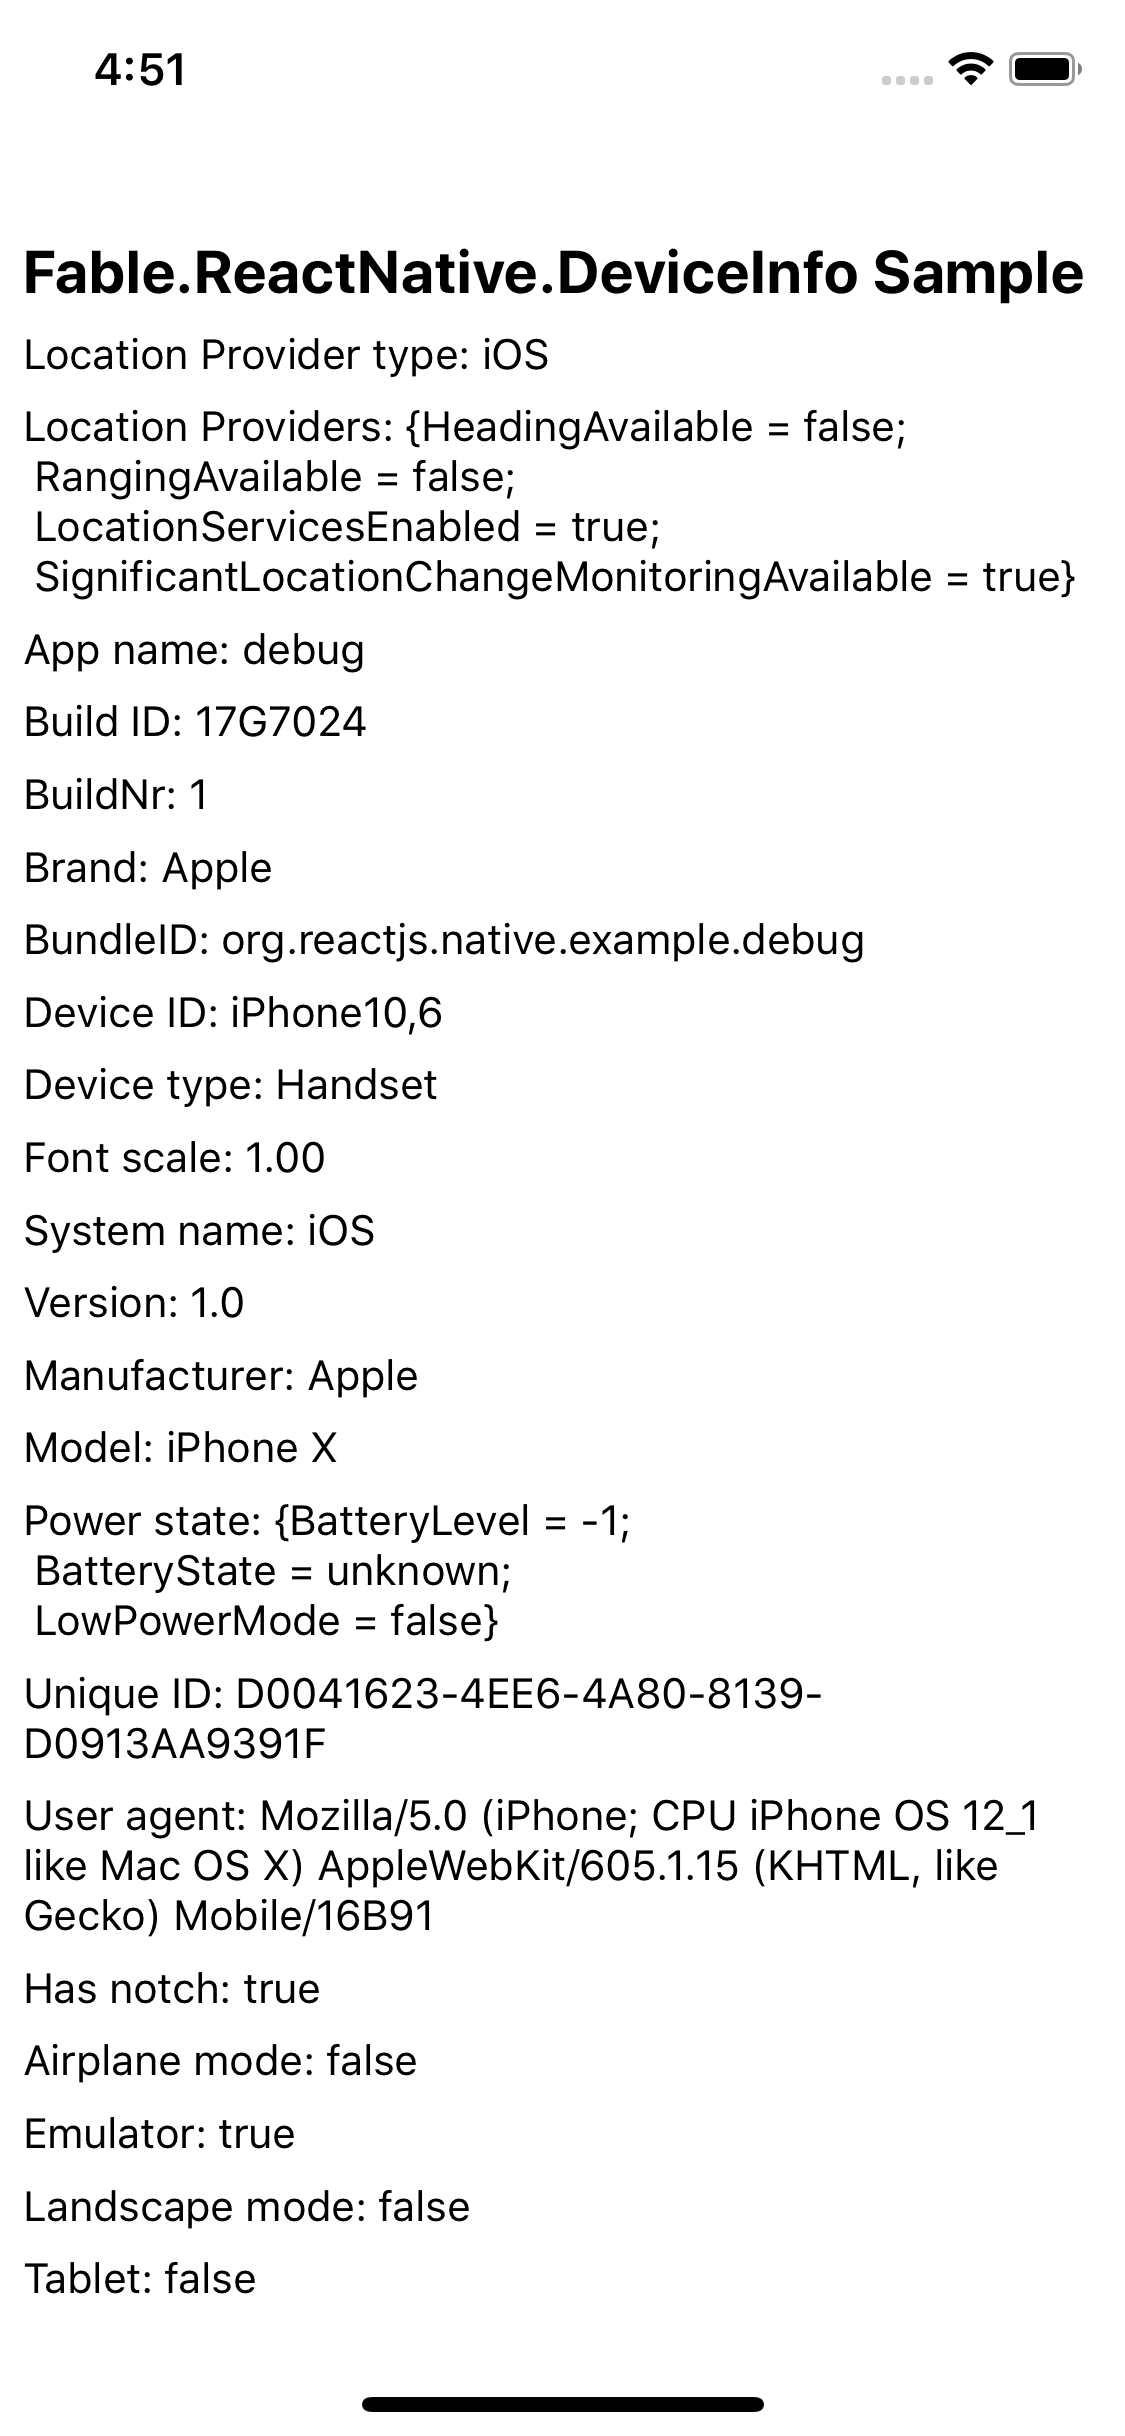 4:51
Fable.ReactNative.DeviceInfo Sample
Location Provider type: iOS
Location Providers: {HeadingAvailable = false;
RangingAvailable = false;
LocationServicesEnabled = true;
SignificantLocationChangeMonitoringAvailable = true}
App name: debug
Build ID: 17G7024
BuildNr: 1
Brand: Apple
BundleID: org.reactjs.native.example.debug
Device ID: iPhone10,6
Device type: Handset
Font scale: 1.00
System name: iOS
Version: 1.0
Manufacturer: Apple
Model: iPhone X
Power state: {BatteryLevel = -1;
BatteryState = unknown;
LowPowerMode = false}
Unique ID: D0041623-4EE6-4A80-8139-
D0913AA9391F
User agent: Mozilla/5.0 (iPhone; CPU iPhone OS 12_1
like Mac OS X) AppleWebKit/605.1.15 (KHTML, like
Gecko) Mobile/16B91
Has notch: true
Airplane mode: false
Emulator: true
Landscape mode: false
Tablet: false